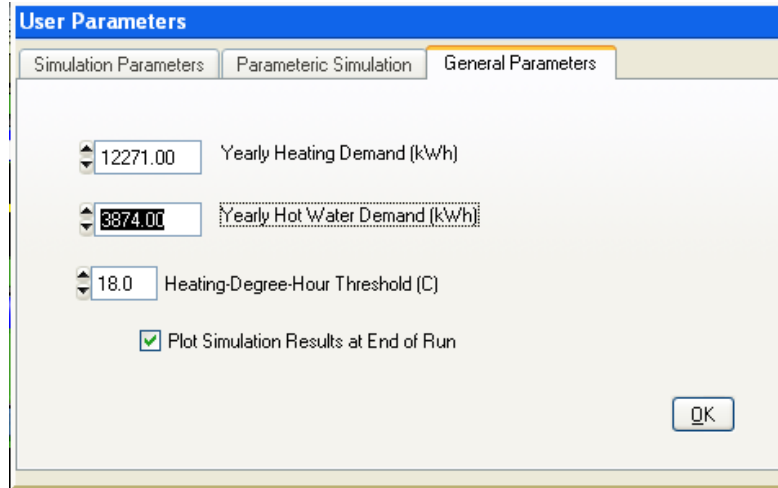 User Parameters
Simulation Parameters Parameteric Simulation General Parameters
12271.00 Yearly Heating Demand (kWh)
3874.00 Yearly Hot Water Demand (kWh)
18.0 Heating-Degree-Hour Threshold (C)
Plot Simulation Results at End of Run
OK